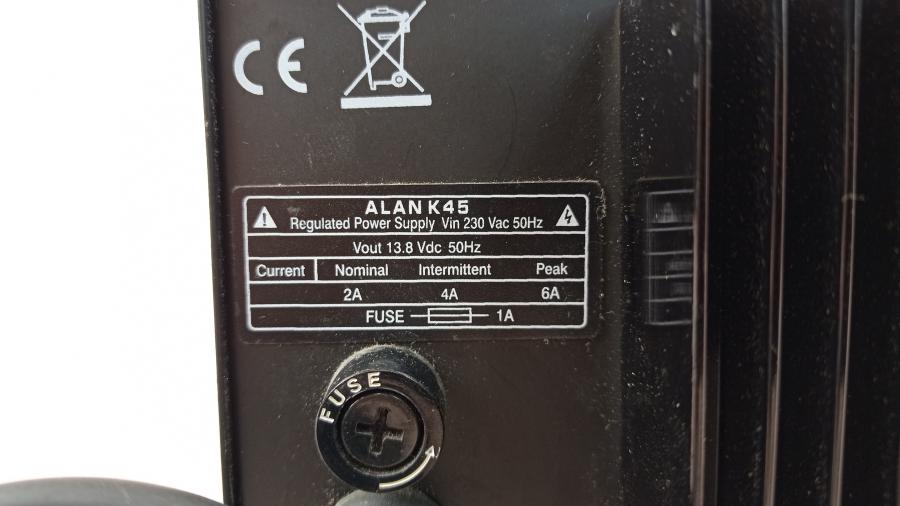 CE
ALAN K45
Regulated Power Supply Vin 230 Vac 50Hz
Vout 13.8 Vdc 50Hz
Current Nominal Intermittent Peak
2A 4A 6A
FUSE 1A
FUSE